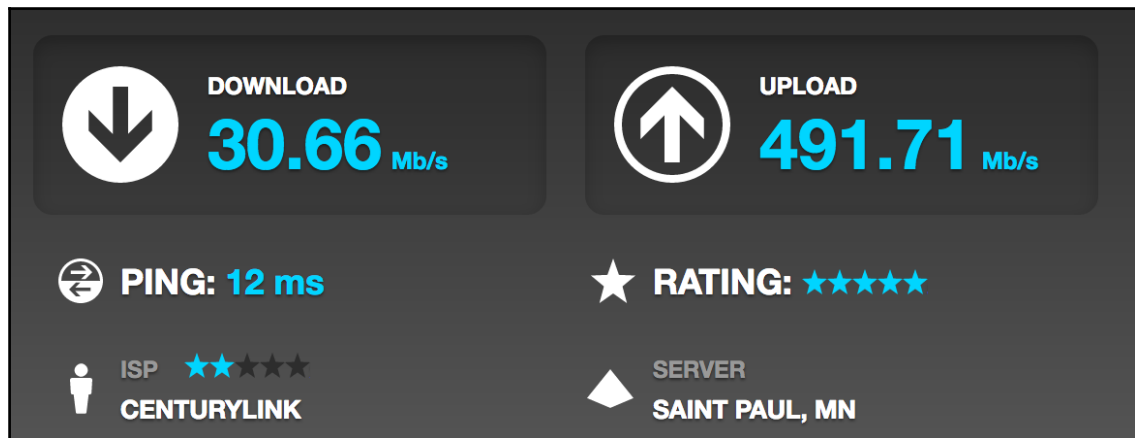 DOWNLOAD
30.66 Mb/s
UPLOAD
491.71 Mb/s
PING: 12 ms
RATING:
ISP
CENTURYLINK
SERVER
SAINT PAUL, MN